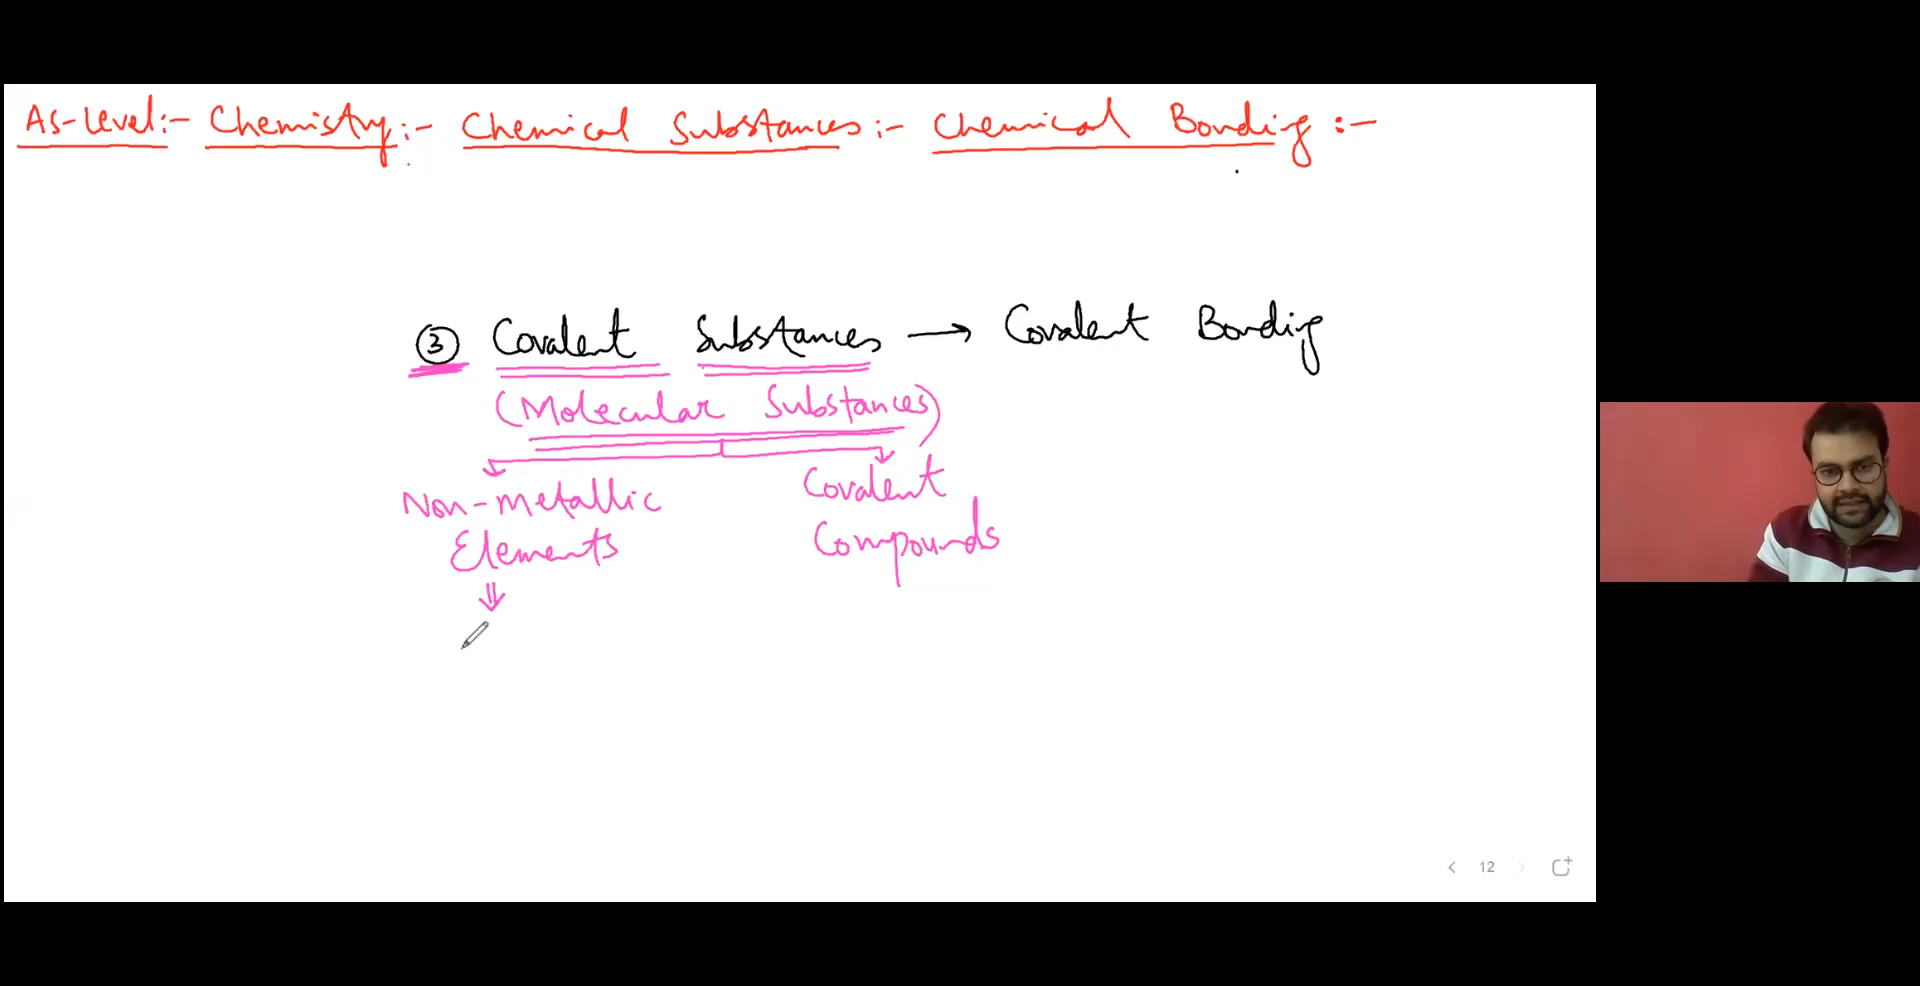 As-Level:- Chemistry:- Chemical Substances:- Chemical Bonding:-
③ Covalent Substances → Covalent Bonding
(Molecular Substances)
Non-metallic Elements
Covalent Compounds
12